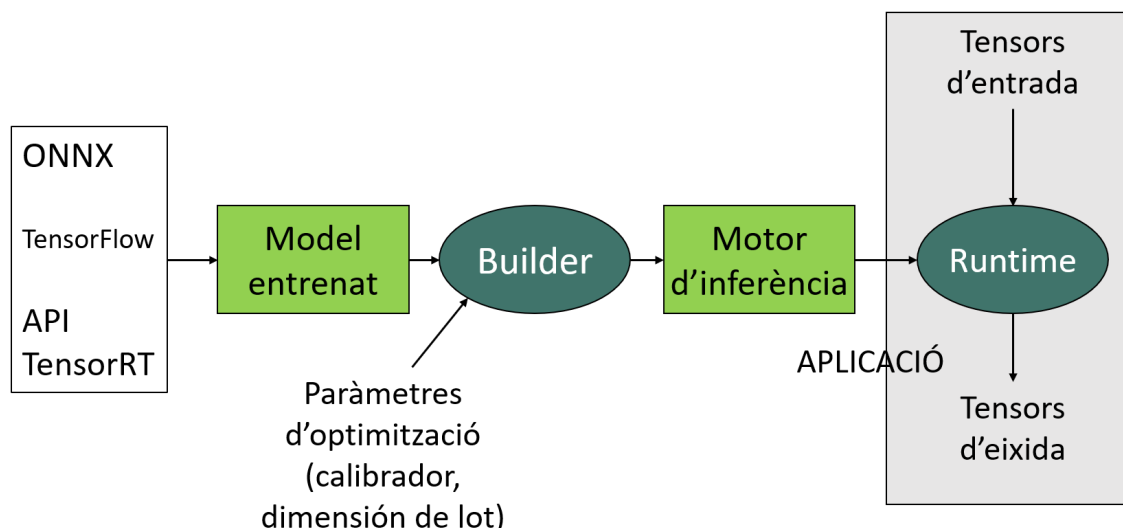 ONNX
TensorFlow
API
TensorRT
Model
entrenat
Builder
Paràmetres
d'optimització
(calibrador,
dimensión de lot)
Motor
d'inferència
APLICACIÓ
Tensors
d'entrada
Runtime
Tensors
d'eixida